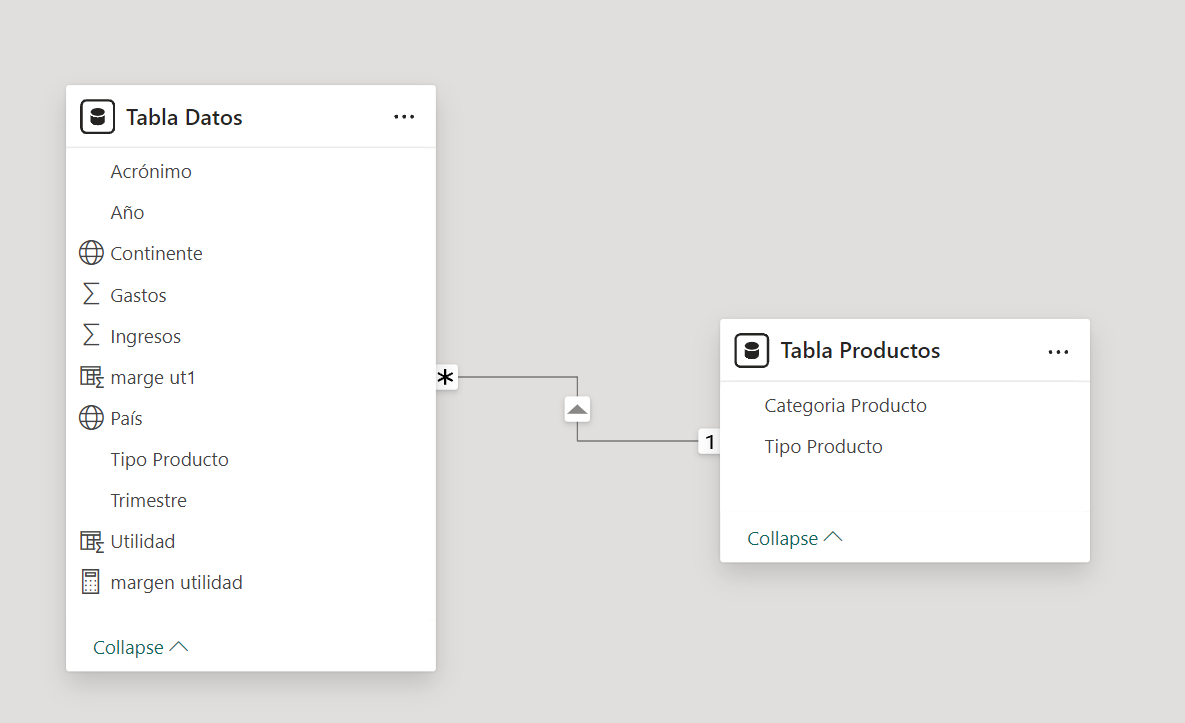 Tabla Datos
Acrónimo
Año
Continente
Gastos
Ingresos
marge ut1
País
Tipo Producto
Trimestre
Utilidad
margen utilidad
Collapse
*
1
Tabla Productos
Categoria Producto
Tipo Producto
Collapse